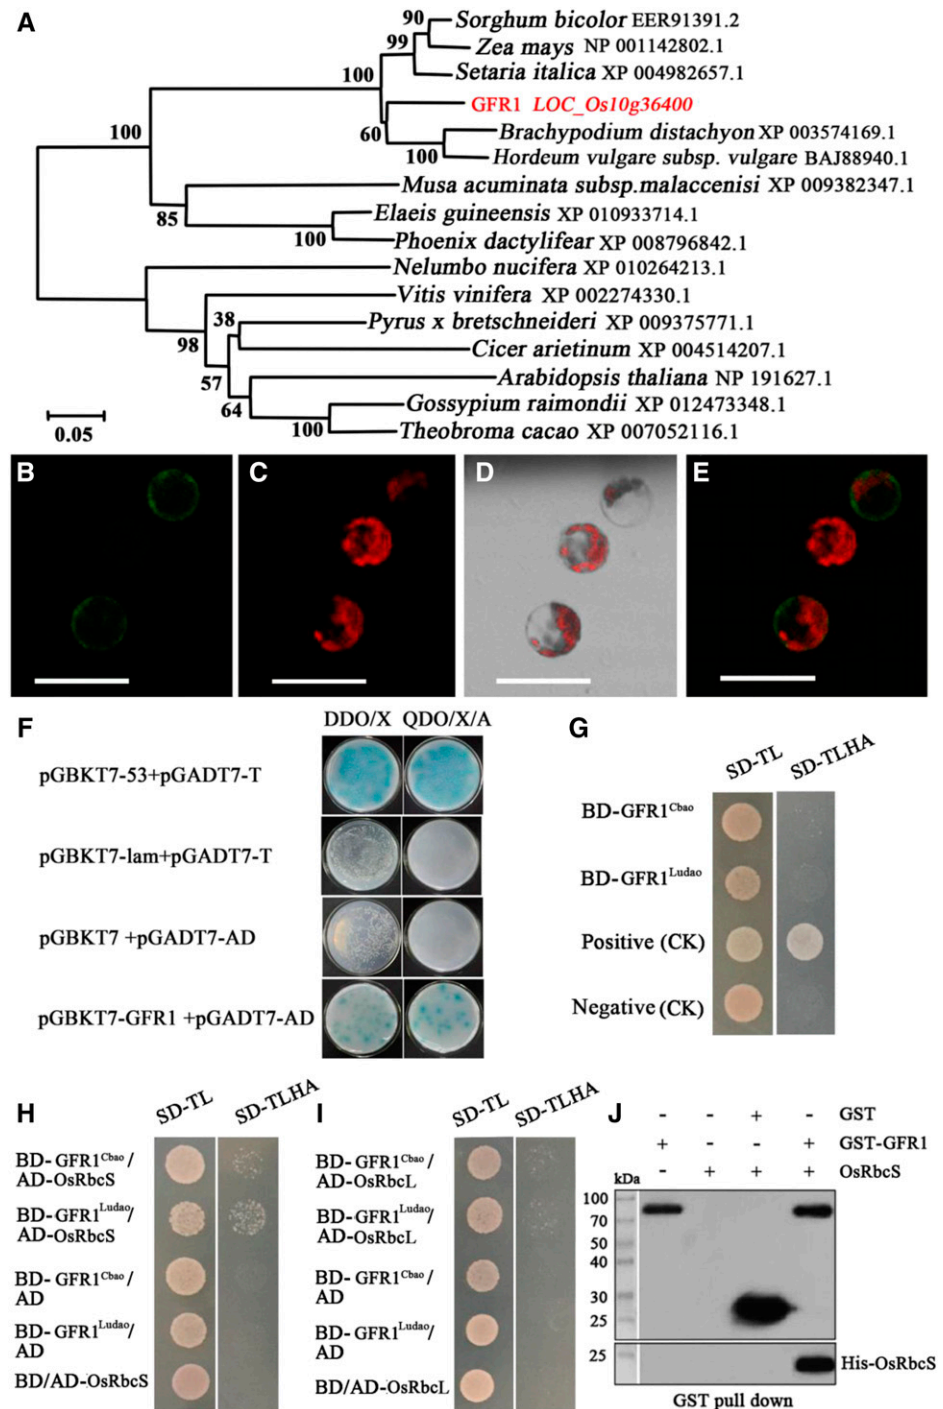 A
90 Sorghum bicolor EER91391.2
99 Zea mays NP 001142802.1
100 Setaria italica XP 004982657.1
GFR1 LOC_Os10g36400
100 60 Brachypodium distachyon XP 003574169.1
100 Hordeum vulgare subsp. vulgare BAJ88940.1
Musa acuminata subsp.malaccenisi XP 009382347.1
85 Elaeis guineensis XP 010933714.1
100 Phoenix dactylifear XP 008796842.1
Nelumbo nucifera XP 010264213.1
Vitis vinifera XP 002274330.1
38 Pyrus x bretschneideri XP 009375771.1
98 Cicer arietinum XP 004514207.1
57 Arabidopsis thaliana NP 191627.1
64 Gossypium raimondii XP 012473348.1
100 Theobroma cacao XP 007052116.1
0.05
B C D E
F
DDO/X QDO/X/A
pGBKT7-53+pGADT7-T
pGBKT7-lam+pGADT7-T
pGBKT7 +pGADT7-AD
pGBKT7-GFR1 +pGADT7-AD
G
SD-TL SD-TLHA
BD-GFR1Cbao
BD-GFR1Ludao
Positive (CK)
Negative (CK)
H
SD-TL SD-TLHA
BD-GFR1Cbao/
AD-OsRbcS
BD-GFR1Ludao/
AD-OsRbcS
BD-GFR1Cbao/
AD
BD-GFR1Ludao/
AD
BD/AD-OsRbcS
I
SD-TL SD-TLHA
BD-GFR1Cbao/
AD-OsRbcL
BD-GFR1Ludao/
AD-OsRbcL
BD-GFR1Cbao/
AD
BD-GFR1Ludao/
AD
BD/AD-OsRbcL
J
- - + - GST
+ - - + GST-GFR1
- + + + OsRbcS
kDa
100
70
50
40
30
25
25 His-OsRbcS
GST pull down